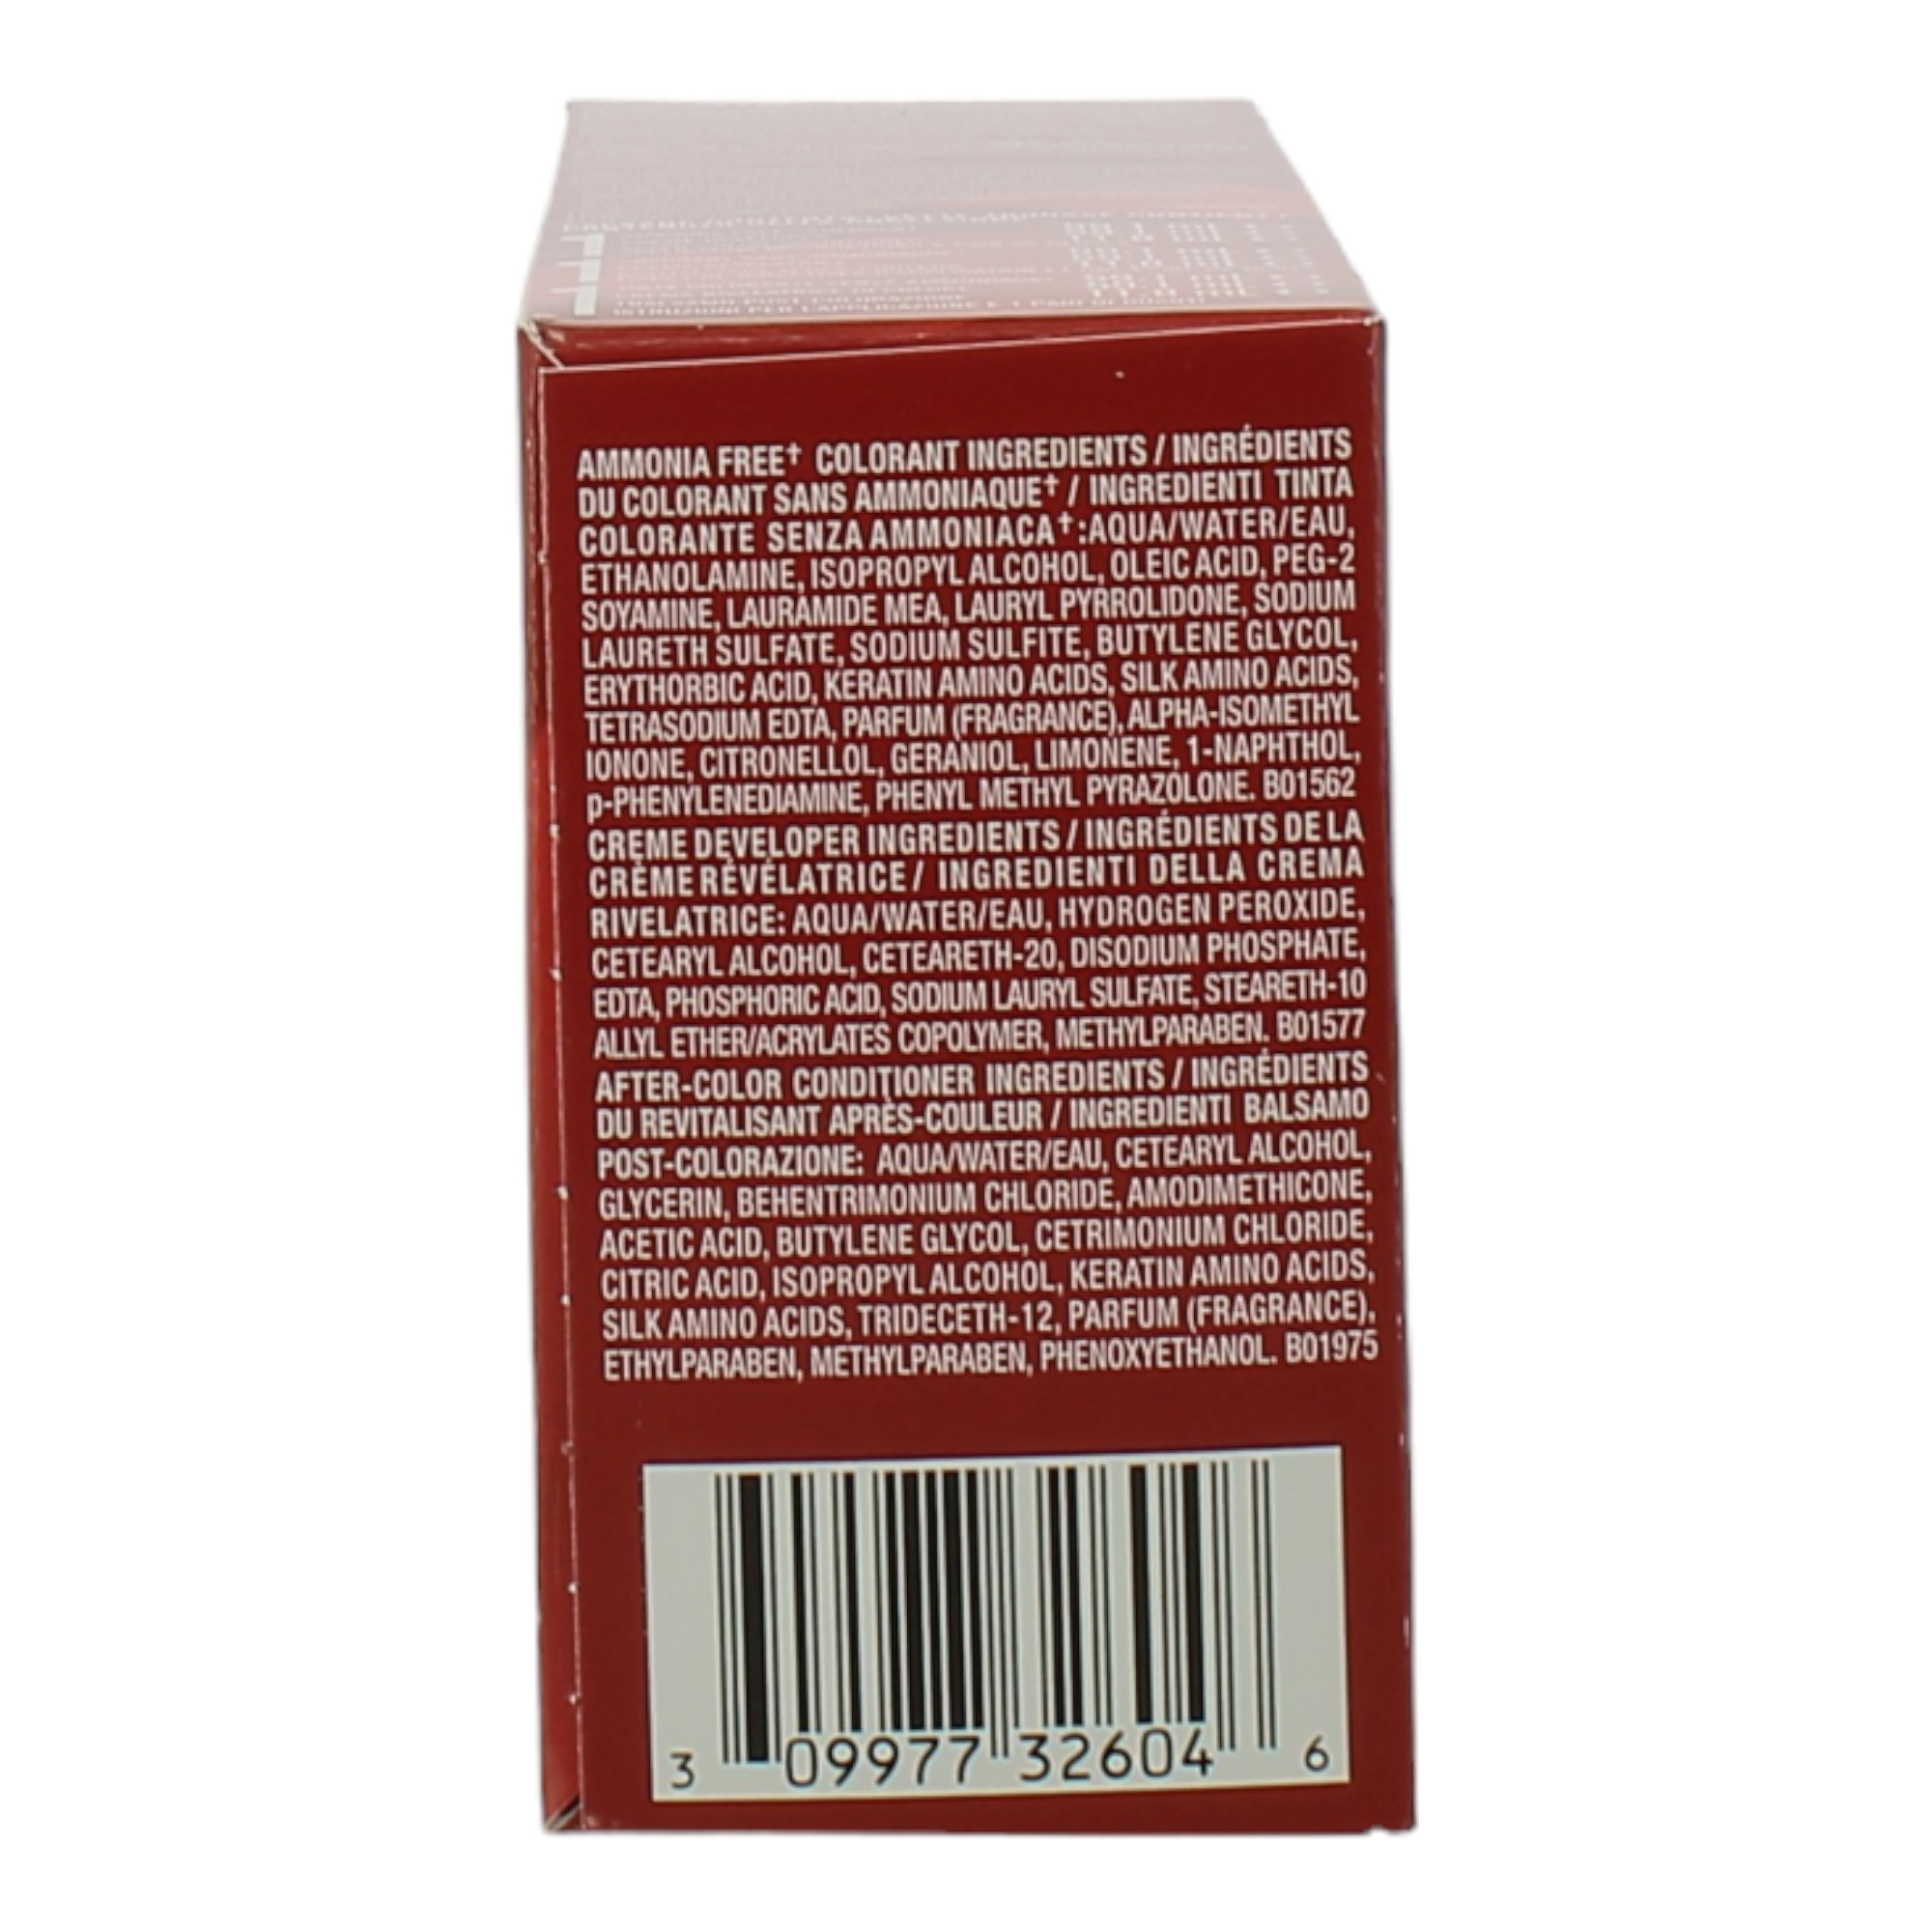 ISTRUZIONI PER L'APPLICAZIONE E 1 PAIO DI GUANTI
AMMONIA FREE† COLORANT INGREDIENTS / INGRÉDIENTS
DU COLORANT SANS AMMONIAQUE† / INGREDIENTI TINTA
COLORANTE SENZA AMMONIACA†:AQUA/WATER/EAU,
ETHANOLAMINE, ISOPROPYL ALCOHOL, OLEIC ACID, PEG-2
SOYAMINE, LAURAMIDE MEA, LAURYL PYRROLIDONE, SODIUM
LAURETH SULFATE, SODIUM SULFITE, BUTYLENE GLYCOL,
ERYTHORBIC ACID, KERATIN AMINO ACIDS, SILK AMINO ACIDS,
TETRASODIUM EDTA, PARFUM (FRAGRANCE), ALPHA-ISOMETHYL
IONONE, CITRONELLOL, GERANIOL, LIMONENE, 1-NAPHTHOL,
p-PHENYLENEDIAMINE, PHENYL METHYL PYRAZOLONE. B01562
CREME DEVELOPER INGREDIENTS / INGRÉDIENTS DE LA
CRÈME RÉVÉLATRICE / INGREDIENTI DELLA CREMA
RIVELATRICE: AQUA/WATER/EAU, HYDROGEN PEROXIDE,
CETEARYL ALCOHOL, CETEARETH-20, DISODIUM PHOSPHATE,
EDTA, PHOSPHORIC ACID, SODIUM LAURYL SULFATE, STEARETH-10
ALLYL ETHER/ACRYLATES COPOLYMER, METHYLPARABEN. B01577
AFTER-COLOR CONDITIONER INGREDIENTS / INGRÉDIENTS
DU REVITALISANT APRÈS-COULEUR / INGREDIENTI BALSAMO
POST-COLORAZIONE: AQUA/WATER/EAU, CETEARYL ALCOHOL,
GLYCERIN, BEHENTRIMONIUM CHLORIDE, AMODIMETHICONE,
ACETIC ACID, BUTYLENE GLYCOL, CETRIMONIUM CHLORIDE,
CITRIC ACID, ISOPROPYL ALCOHOL, KERATIN AMINO ACIDS,
SILK AMINO ACIDS, TRIDECETH-12, PARFUM (FRAGRANCE),
ETHYLPARABEN, METHYLPARABEN, PHENOXYETHANOL. B01975
3 09977 32604 6